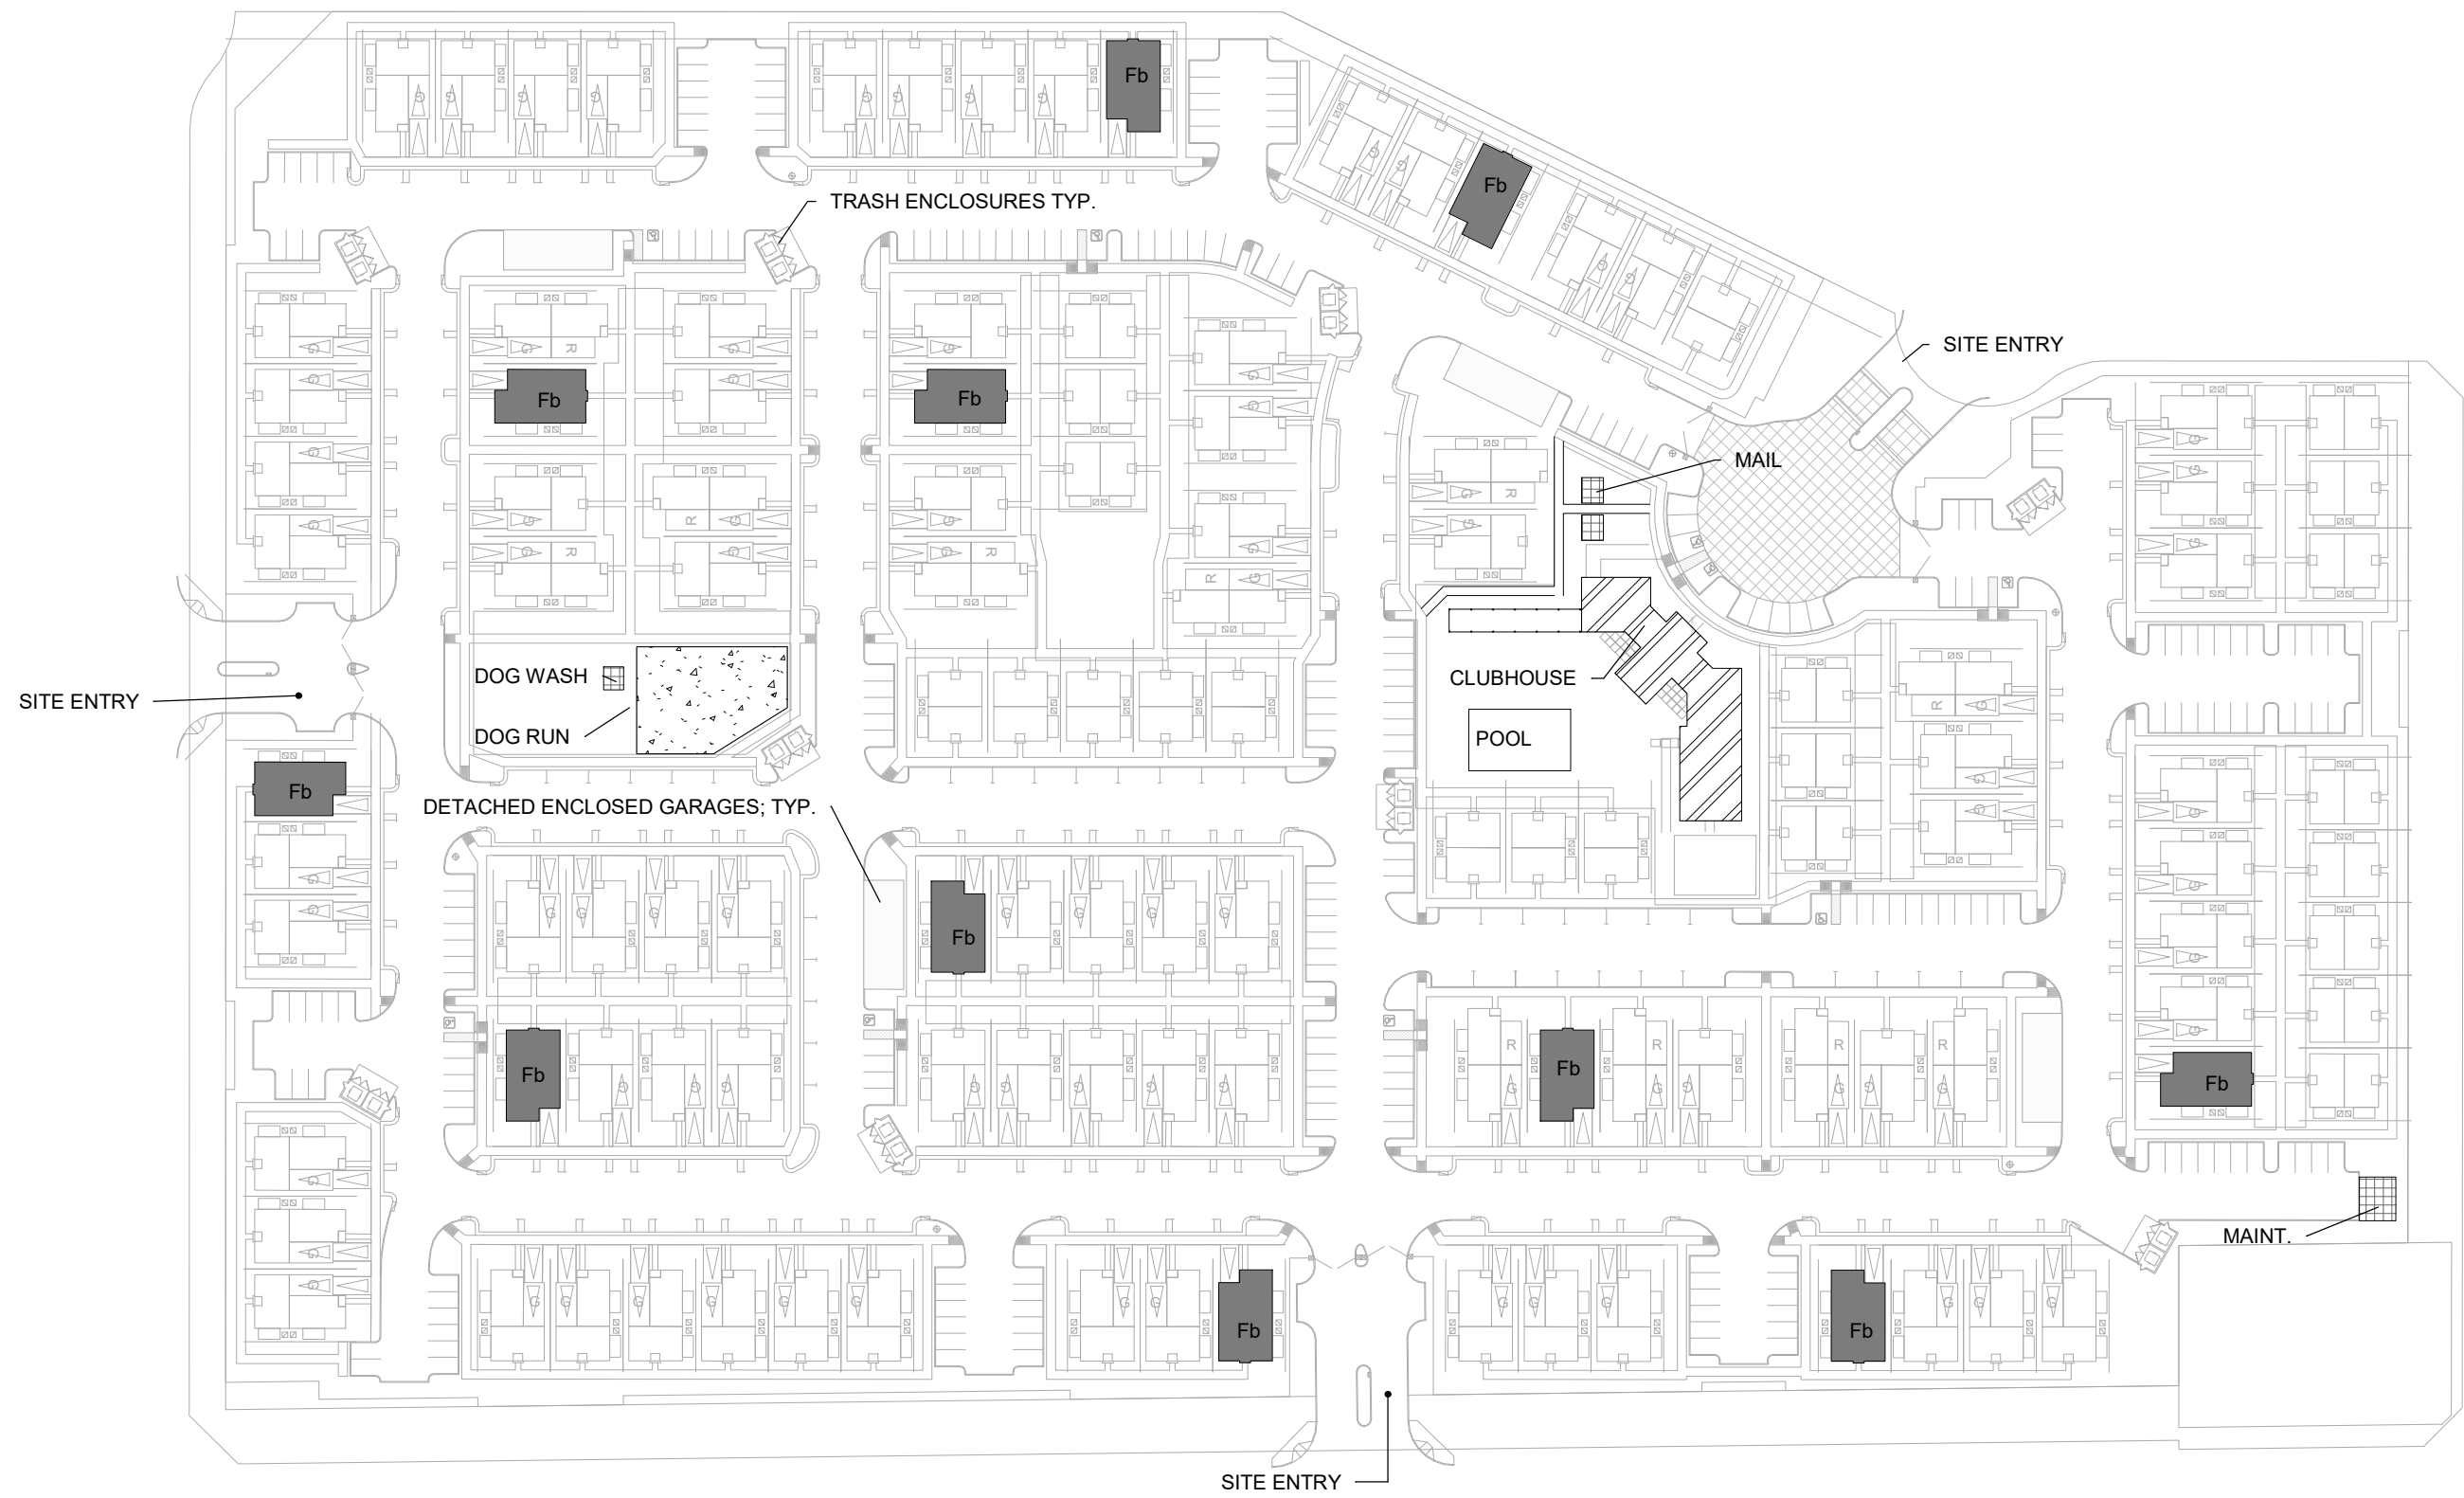 Fb
G G G G G G G G
G G
Fb
TRASH ENCLOSURES TYP.
G G
SITE ENTRY
G G R G G G
Fb Fb
G G G
G G
MAIL
G G R G G
G G R G G G
G G R G R R G
DOG WASH
CLUBHOUSE
SITE ENTRY
R G
DOG RUN
POOL
G
Fb
DETACHED ENCLOSED GARAGES; TYP.
G G
G G
G G G G G G G G
Fb
G
G
R R R R
Fb Fb Fb
G G G G G G G G
G G G G G
G
MAINT.
G
G G G G G G G G G G G G G G
Fb Fb
SITE ENTRY